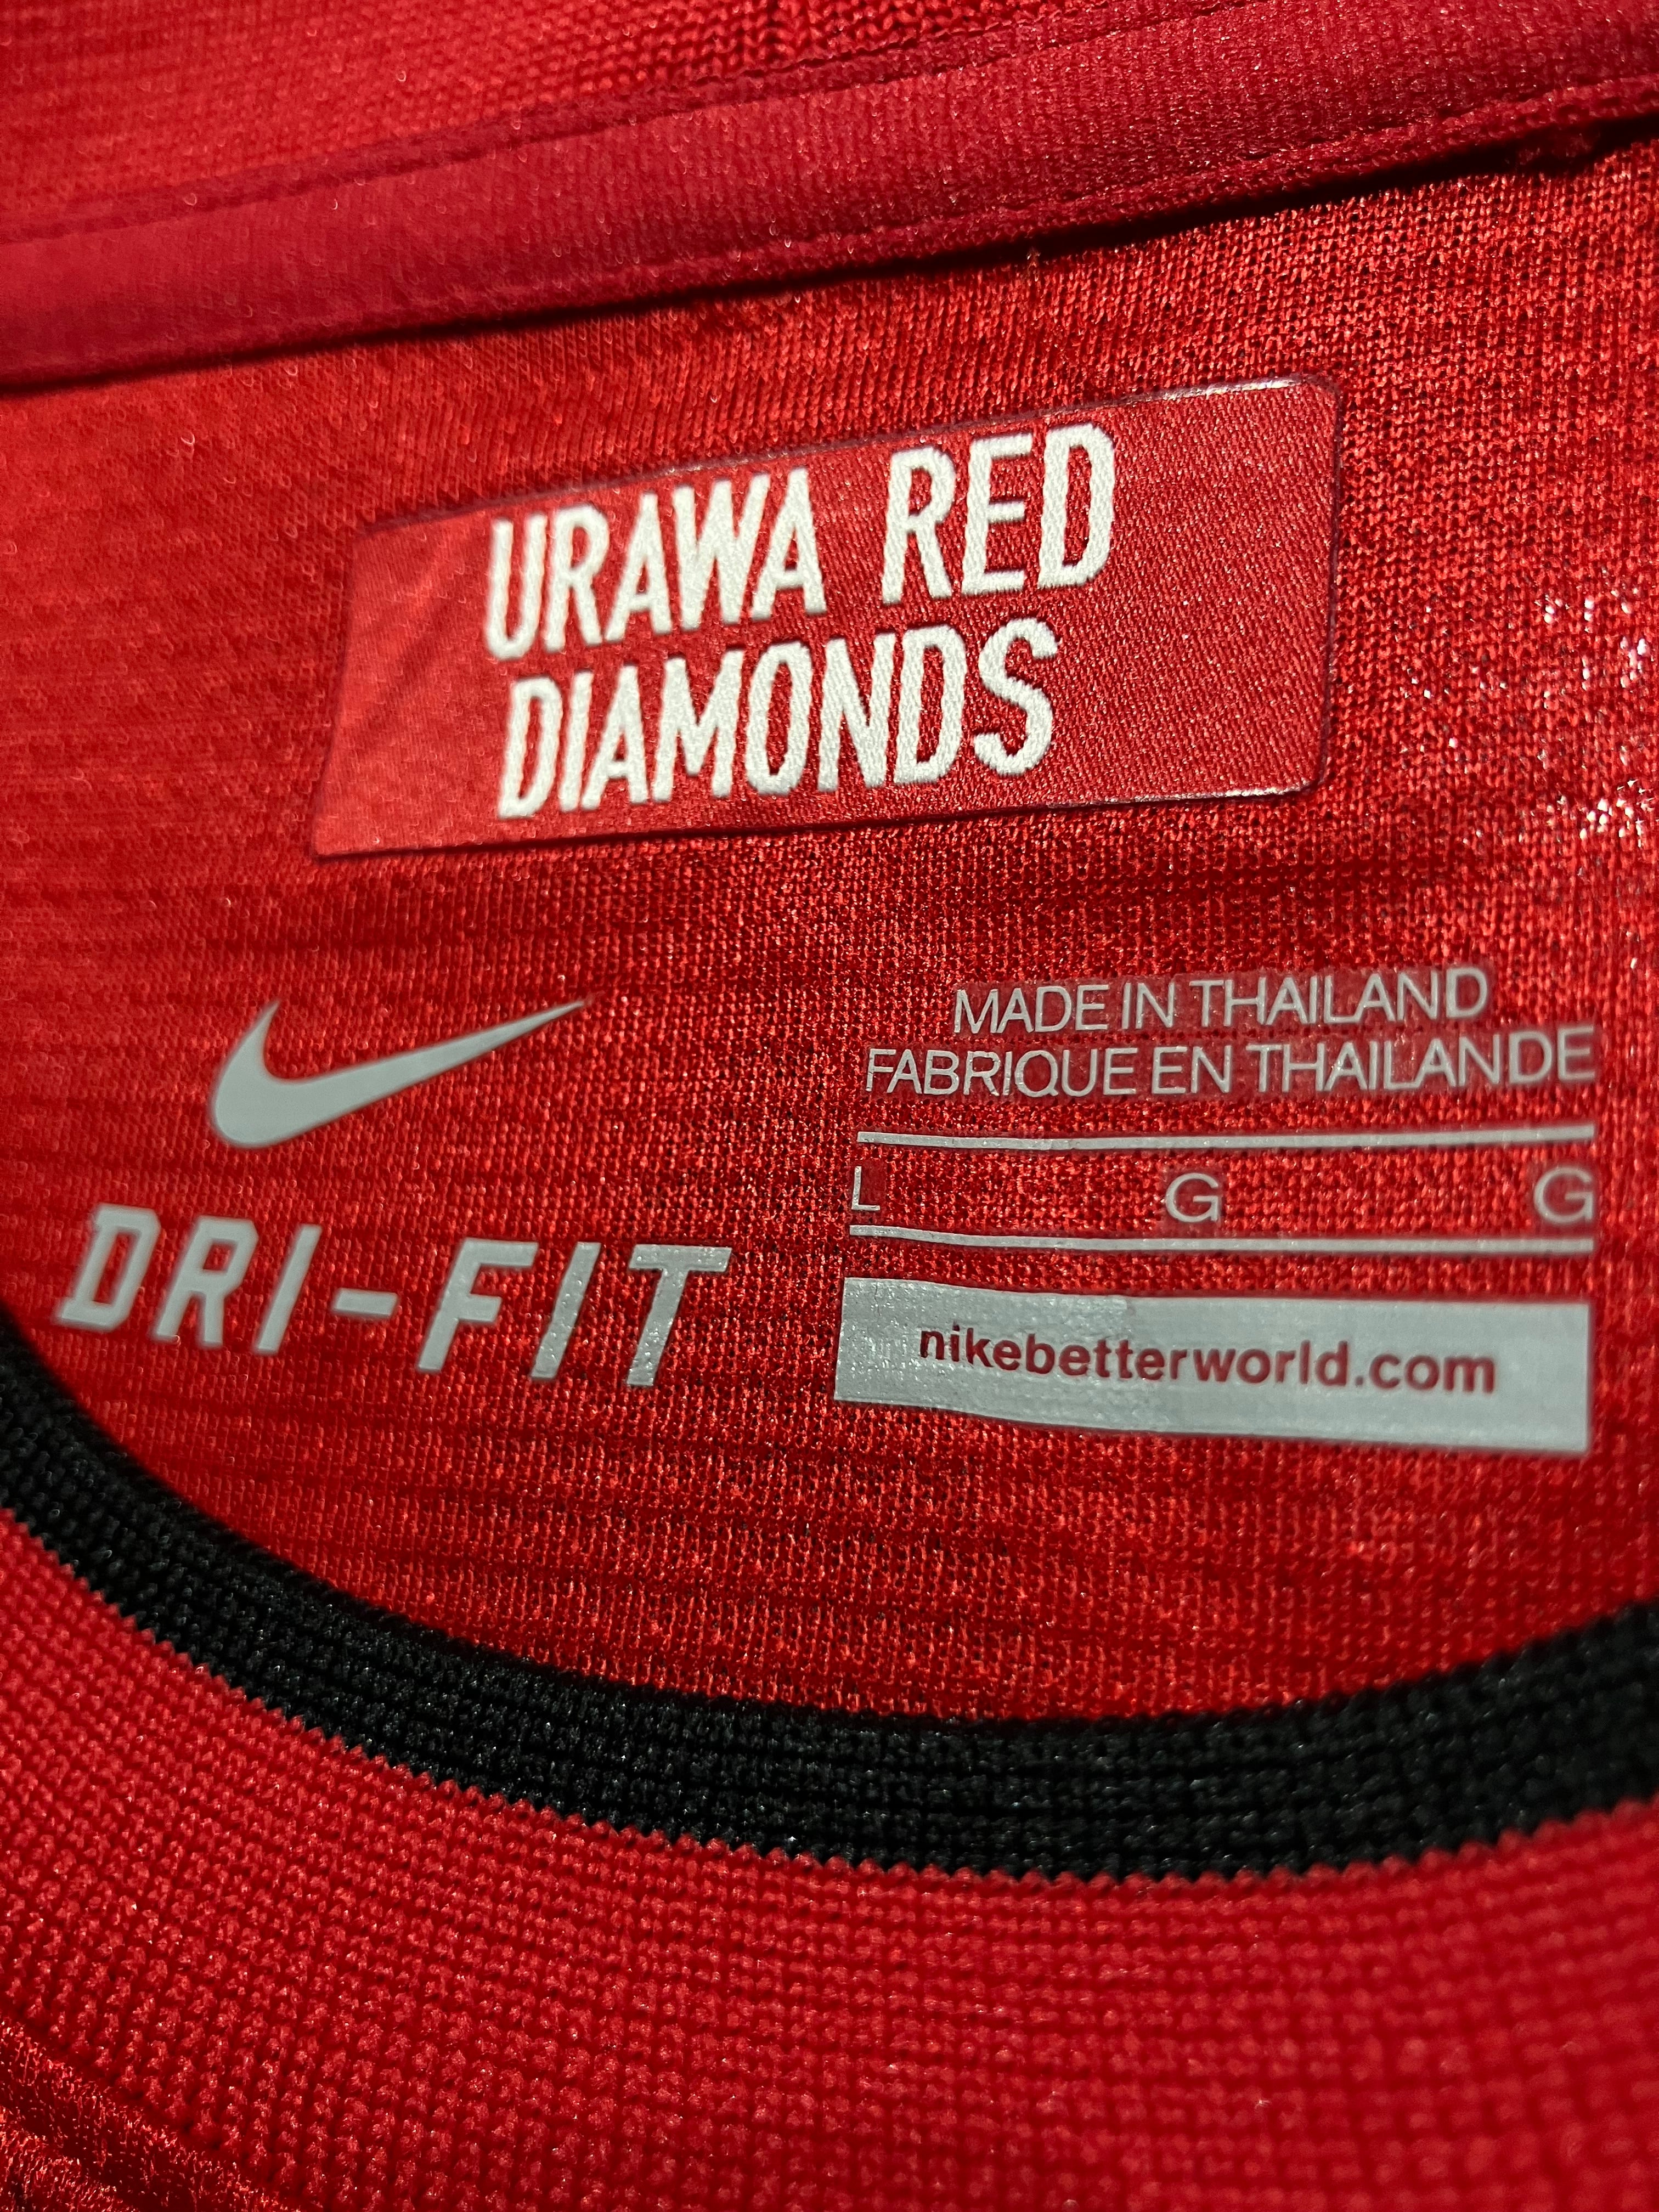 URAWA RED
DIAMONDS
DRI-FIT
MADE IN THAILAND
FABRIQUE EN THAILANDE
L G G
nikebetterworld.com